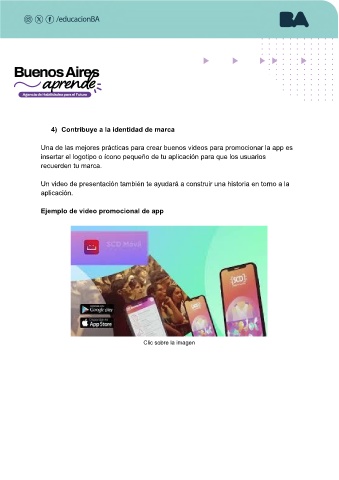 /educacionBA
BA
Buenos Aires
aprende
Agencia de Habilidades para el Futuro
4) Contribuye a la identidad de marca
Una de las mejores prácticas para crear buenos videos para promocionar la app es
insertar el logotipo o ícono pequeño de tu aplicación para que los usuarios
recuerden tu marca.
Un video de presentación también te ayudará a construir una historia en torno a la
aplicación.
Ejemplo de video promocional de app
SCD Móvil
Google play
App Store
SCD
Clic sobre la imagen